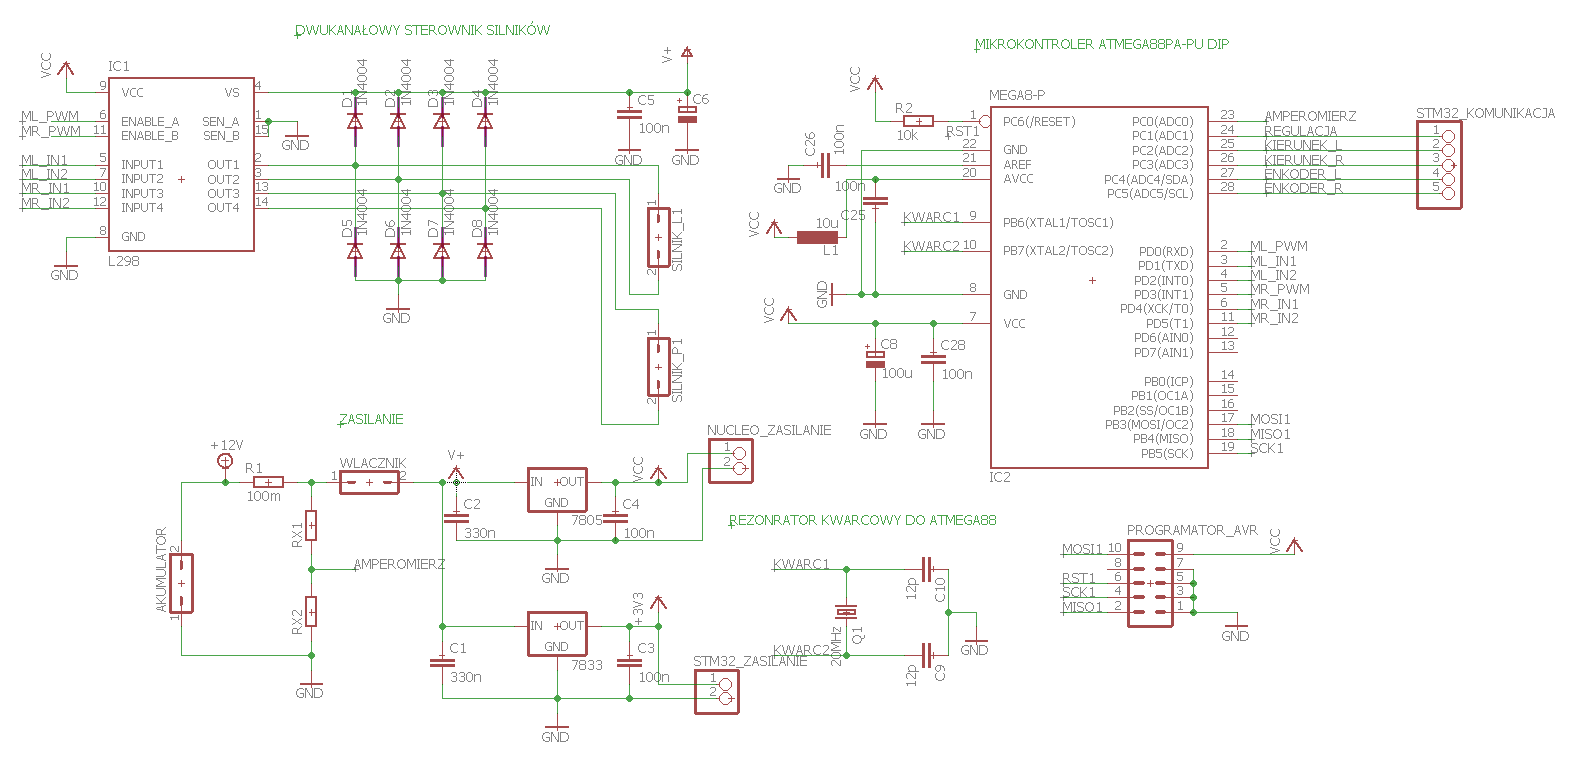 DWUKANAŁOWY STEROWNIK SILNIKÓW
VCC
IC1
9 VCC VS 4
ML_PWM 6 ENABLE_A SEN_A 1
MR_PWM 11 ENABLE_B SEN_B 15
ML_IN1 5 INPUT1 OUT1 2
ML_IN2 7 INPUT2 OUT2 3
MR_IN1 10 INPUT3 OUT3 13
MR_IN2 12 INPUT4 OUT4 14
8 GND
L298
GND
GND
D1 1N4004
D2 1N4004
D3 1N4004
D4 1N4004
D5 1N4004
D6 1N4004
D7 1N4004
D8 1N4004
GND
V+
C5
100n
GND
C6
GND
1 SILNIK_L1 2
1 SILNIK_P1 2
MIKROKONTROLER ATMEGA88PA-PU DIP
MEGA8-P
VCC
R2
10k
RST1
1 PC6(/RESET) PC0(ADC0) 23 AMPEROMIERZ
PC1(ADC1) 24 REGULACJA
22 GND PC2(ADC2) 25 KIERUNEK_L
21 AREF PC3(ADC3) 26 KIERUNEK_R
20 AVCC PC4(ADC4/SDA) 27 ENKODER_L
PC5(ADC5/SCL) 28 ENKODER_R
KWARC1 9 PB6(XTAL1/TOSC1)
KWARC2 10 PB7(XTAL2/TOSC2)
PD0(RXD) 2 ML_PWM
PD1(TXD) 3 ML_IN1
PD2(INT0) 4 ML_IN2
8 GND PD3(INT1) 5 MR_PWM
PD4(XCK/T0) 6 MR_IN1
7 VCC PD5(T1) 11 MR_IN2
PD6(AIN0) 12
PD7(AIN1) 13
PB0(ICP) 14
PB1(OC1A) 15
PB2(SS/OC1B) 16
PB3(MOSI/OC2) 17 MOSI1
PB4(MISO) 18 MISO1
PB5(SCK) 19 SCK1
IC2
C26
100n
GND
100n
C25
VCC
10u
L1
GND
VCC
C8
100u
GND
C28
100n
GND
STM32_KOMUNIKACJA
1
2
3
4
5
ZASILANIE
+12V
R1
100m
1 WLACZNIK 2
V+
AKUMULATOR
2
1
RX1
AMPEROMIERZ
RX2
GND
C2
330n
IN OUT
GND
7805
GND
C4
100n
VCC
NUCLEO_ZASILANIE
1
2
C1
330n
IN OUT
GND
7833
GND
C3
100n
+3V3
STM32_ZASILANIE
1
2
REZONRATOR KWARCOWY DO ATMEGA88
KWARC1
KWARC2
20MHz
Q1
12p
C10
12p
C9
GND
PROGRAMATOR_AVR
MOSI1 10 9 VCC
8 7
RST1 6 5
SCK1 4 3
MISO1 2 1
GND